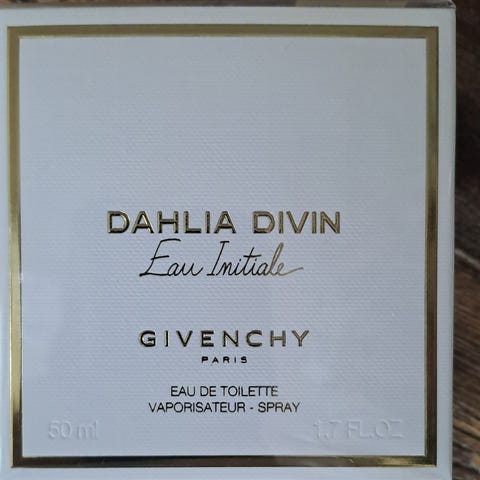 DAHLIA DIVIN
Eau Initiale
GIVENCHY
PARIS
EAU DE TOILETTE
VAPORISATEUR - SPRAY
50 ml 1.7 FL.OZ